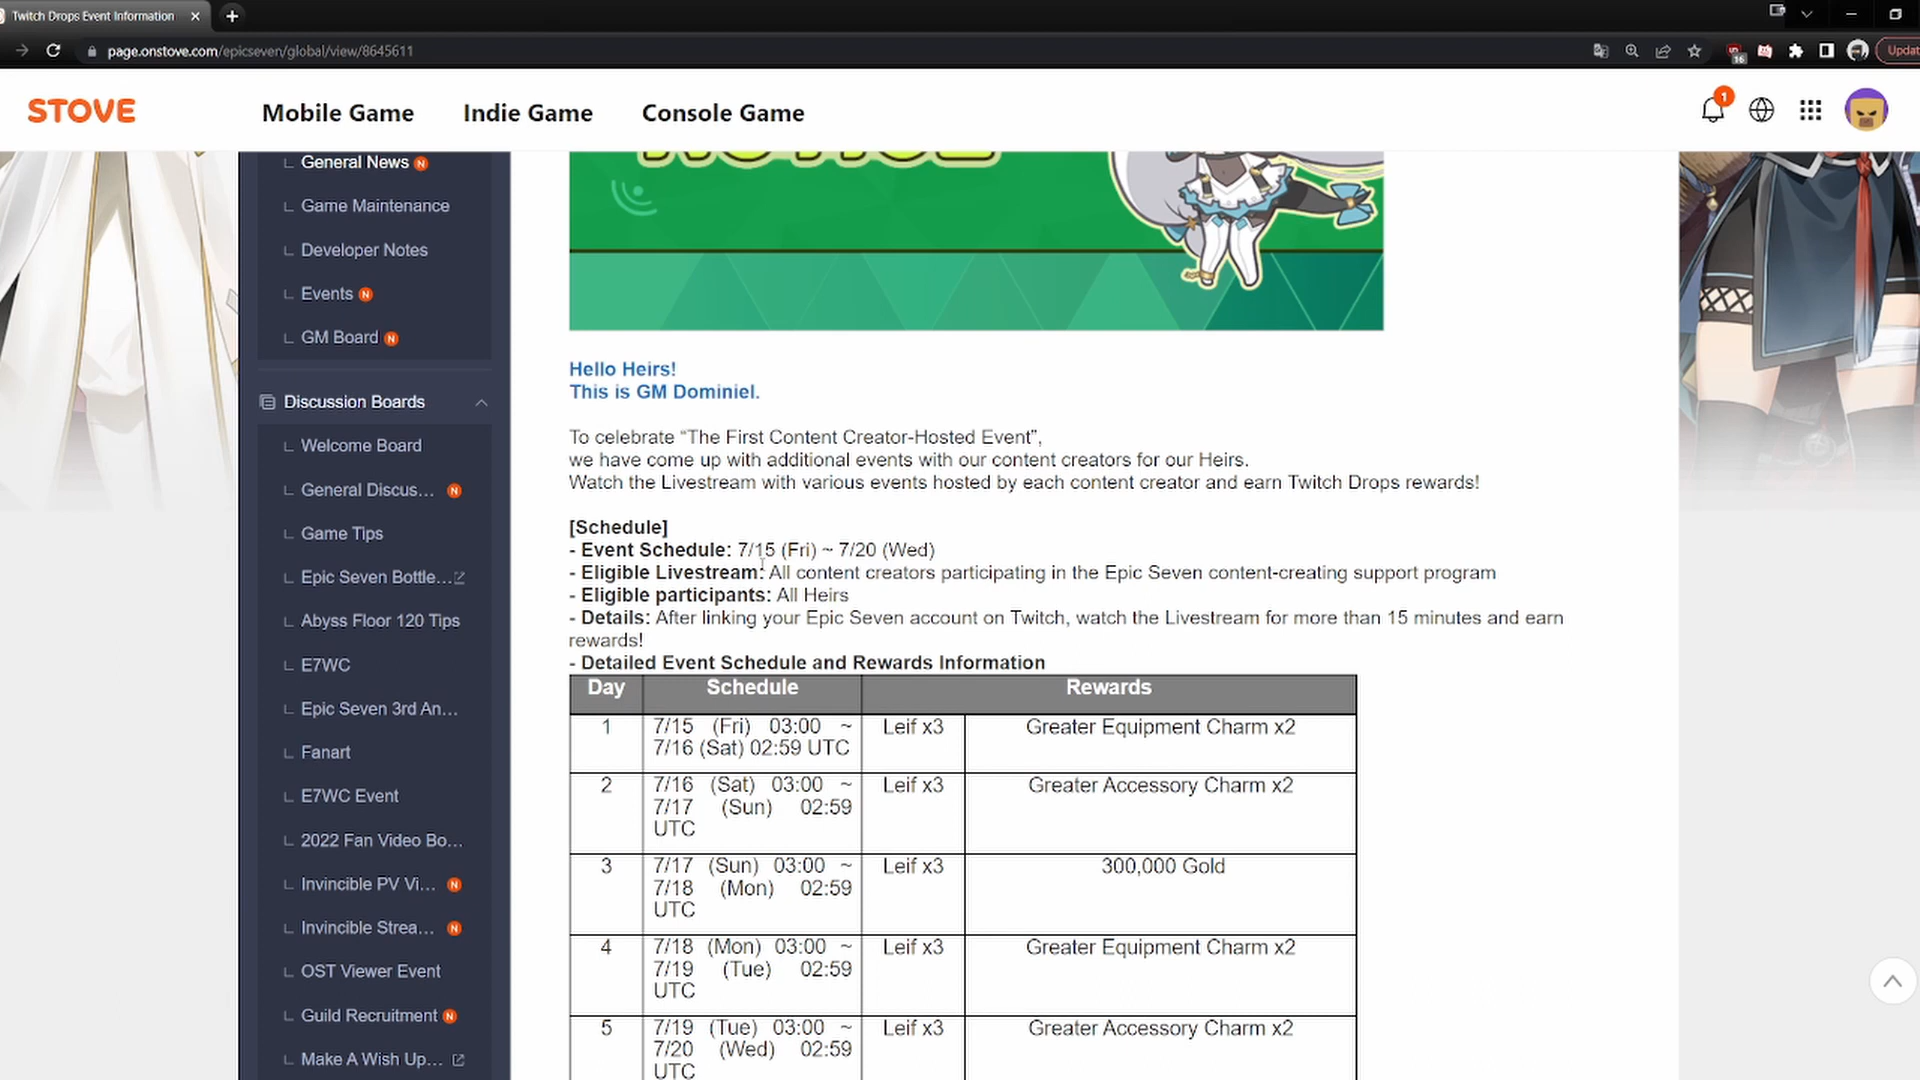 Twitch Drops Event Information
page.onstove.com/epicseven/global/view/8645611
16
Updat
STOVE
Mobile Game
Indie Game
Console Game
1
General News N
Game Maintenance
Developer Notes
Events N
GM Board N
Discussion Boards
Welcome Board
General Discus... N
Game Tips
Epic Seven Bottle...
Abyss Floor 120 Tips
E7WC
Epic Seven 3rd An...
Fanart
E7WC Event
2022 Fan Video Bo...
Invincible PV Vi... N
Invincible Strea... N
OST Viewer Event
Guild Recruitment N
Make A Wish Up...
NOTICE
Hello Heirs!
This is GM Dominiel.
To celebrate “The First Content Creator-Hosted Event”,
we have come up with additional events with our content creators for our Heirs.
Watch the Livestream with various events hosted by each content creator and earn Twitch Drops rewards!
[Schedule]
- Event Schedule: 7/15 (Fri) ~ 7/20 (Wed)
- Eligible Livestream: All content creators participating in the Epic Seven content-creating support program
- Eligible participants: All Heirs
- Details: After linking your Epic Seven account on Twitch, watch the Livestream for more than 15 minutes and earn
rewards!
- Detailed Event Schedule and Rewards Information
Day Schedule Rewards
1 7/15 (Fri) 03:00 ~ Leif x3 Greater Equipment Charm x2
7/16 (Sat) 02:59 UTC
2 7/16 (Sat) 03:00 ~ Leif x3 Greater Accessory Charm x2
7/17 (Sun) 02:59
UTC
3 7/17 (Sun) 03:00 ~ Leif x3 300,000 Gold
7/18 (Mon) 02:59
UTC
4 7/18 (Mon) 03:00 ~ Leif x3 Greater Equipment Charm x2
7/19 (Tue) 02:59
UTC
5 7/19 (Tue) 03:00 ~ Leif x3 Greater Accessory Charm x2
7/20 (Wed) 02:59
UTC